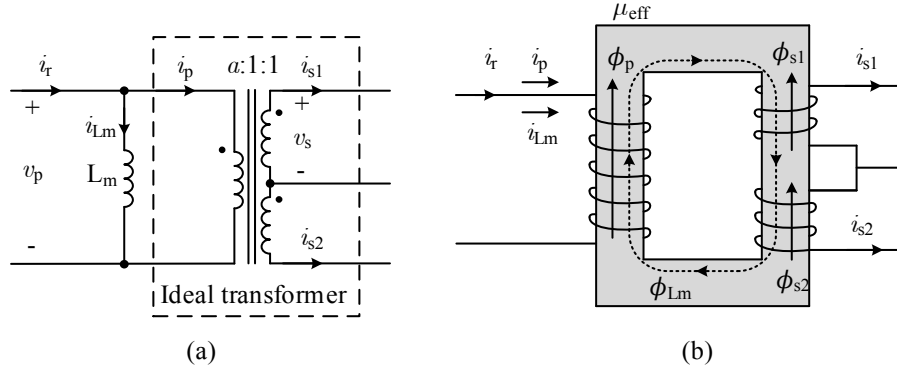 i_r
i_p
a:1:1
i_s1
+
+
i_Lm
v_s
v_p
L_m
-
-
i_s2
Ideal transformer
(a)
μ_eff
i_r
i_p
ϕ_p
ϕ_s1
i_s1
i_Lm
i_s2
ϕ_Lm
ϕ_s2
(b)